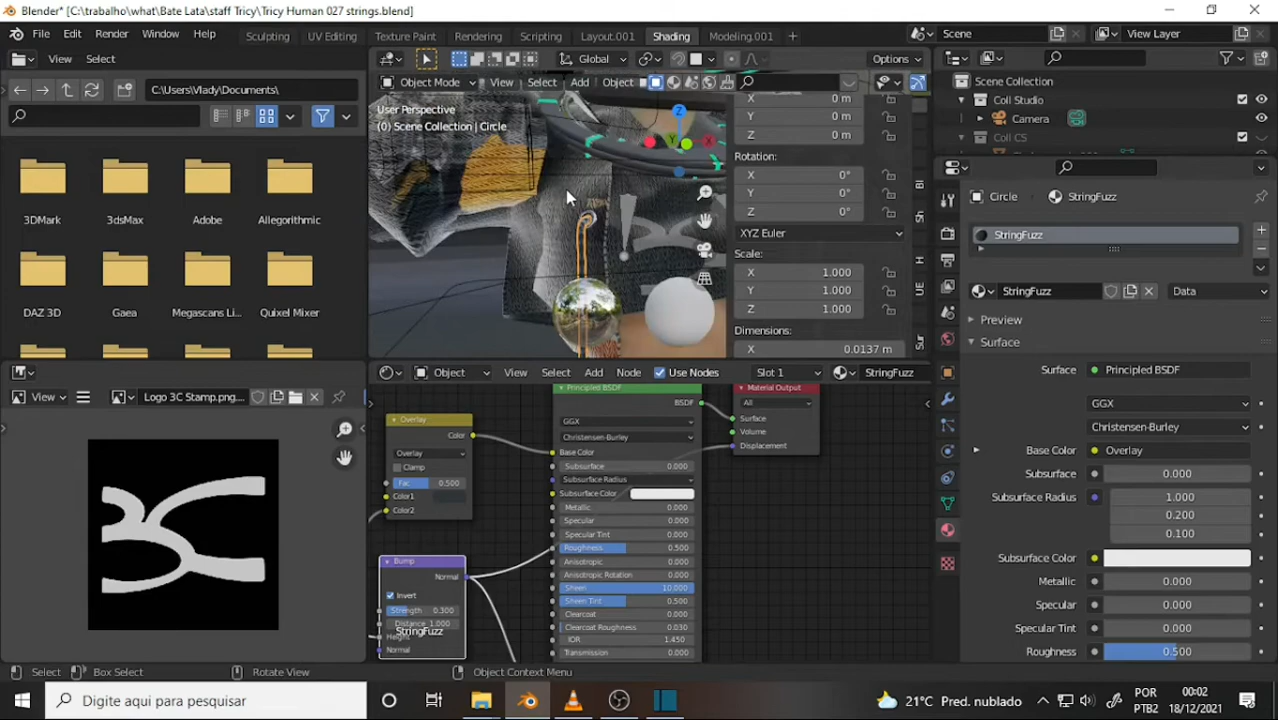 Blender* [C:\trabalho\what\Bate Lata\staff Tricy\Tricy Human 027 strings.blend]
File Edit Render Window Help Sculpting UV Editing Texture Paint Rendering Scripting Layout.001 Shading Modeling.001 Scene View Layer
View Select Global Options
C:\Users\Vlady\Documents\ Object Mode View Select Add Object Scene Collection
User Perspective
(0) Scene Collection | Circle
X 0 m
Y 0 m
Z 0 m
Coll Studio
Camera
Coll CS
Rotation:
X 0°
Y 0°
Z 0°
XYZ Euler
Scale:
X 1.000
Y 1.000
Z 1.000
Dimensions:
X 0.0137 m
3DMark 3dsMax Adobe Allegorithmic
DAZ 3D Gaea Megascans Li... Quixel Mixer
Circle StringFuzz
StringFuzz
StringFuzz Data
Preview
Surface
Surface Principled BSDF
GGX
Christensen-Burley
Base Color Overlay
Subsurface 0.000
Subsurface Radius 1.000
0.200
0.100
Subsurface Color
Metallic 0.000
Specular 0.000
Specular Tint 0.000
Roughness 0.500
Object View Select Add Node Use Nodes Slot 1 StringFuzz
View Logo 3C Stamp.png...
Overlay
Color
Overlay
Clamp
Fac 0.500
Color1
Color2
Bump
Normal
Invert
Strength 0.300
Distance 1.000
StringFuzz
Height
Normal
Principled BSDF
BSDF
GGX
Christensen-Burley
Base Color
Subsurface 0.000
Subsurface Radius
Subsurface Color
Metallic 0.000
Specular 0.000
Specular Tint 0.000
Roughness 0.500
Anisotropic 0.000
Anisotropic Rotation 0.000
Sheen 10.000
Sheen Tint 0.500
Clearcoat 0.000
Clearcoat Roughness 0.030
IOR 1.450
Transmission 0.000
Material Output
All
Surface
Volume
Displacement
Select Box Select Rotate View Object Context Menu
Digite aqui para pesquisar
21°C Pred. nublado
POR
PTB2
00:02
18/12/2021